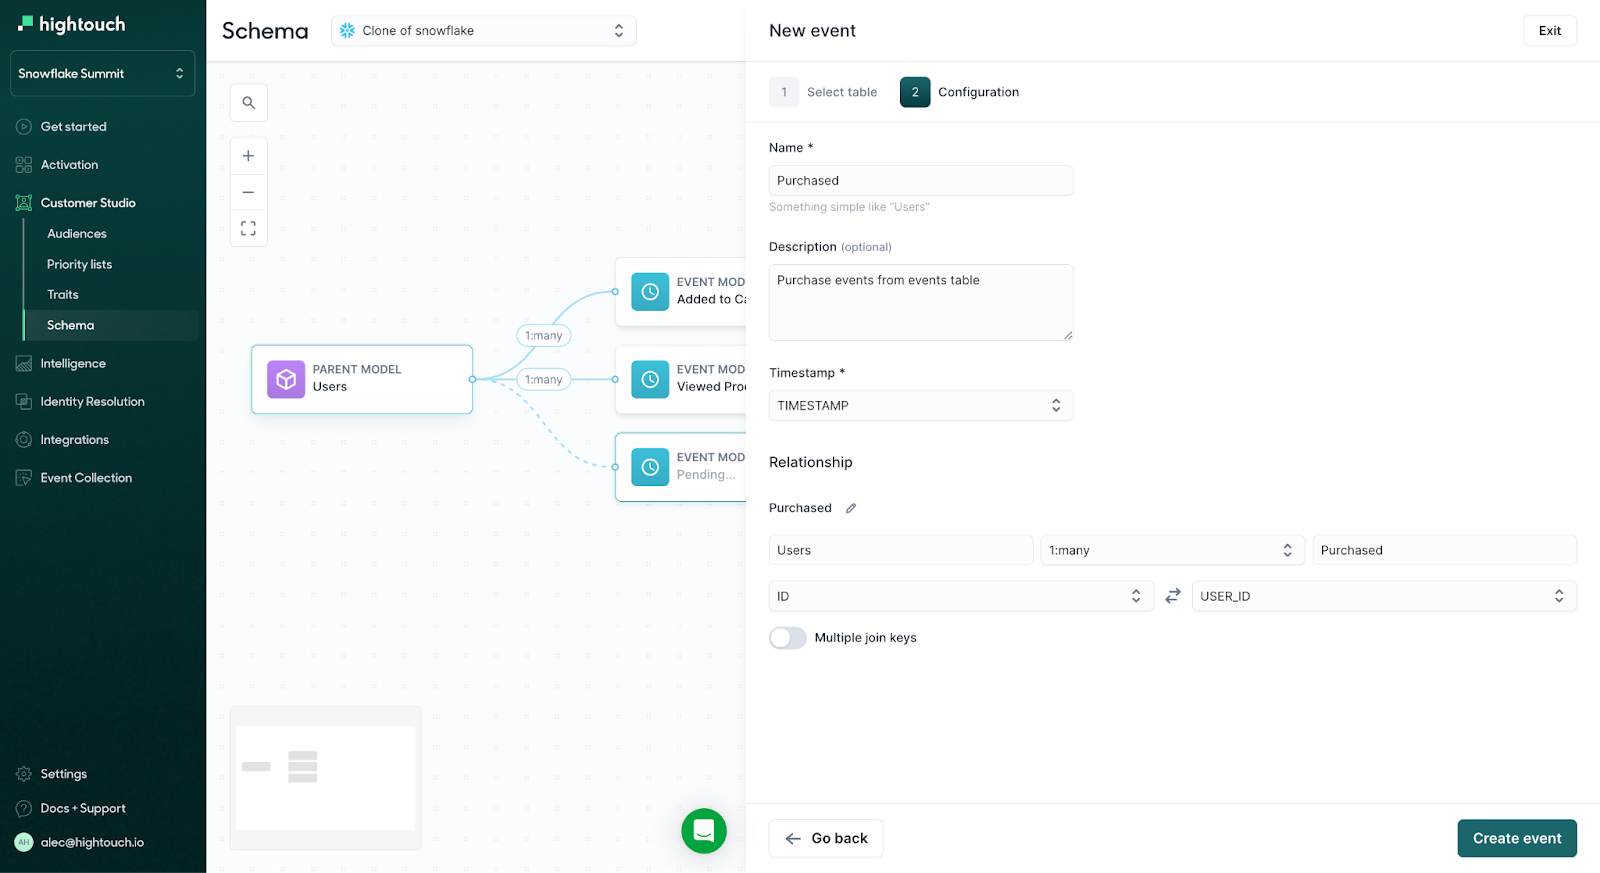 hightouch
Snowflake Summit
Get started
Activation
Customer Studio
Audiences
Priority lists
Traits
Schema
Intelligence
Identity Resolution
Integrations
Event Collection
Settings
Docs + Support
AH
alec@hightouch.io
Schema
Clone of snowflake
PARENT MODEL
Users
1:many
1:many
EVENT MOD
Added to Ca
EVENT MOD
Viewed Proc
EVENT MOD
Pending...
New event
Exit
1 Select table
2 Configuration
Name *
Purchased
Something simple like “Users”
Description (optional)
Purchase events from events table
Timestamp *
TIMESTAMP
Relationship
Purchased
Users 1:many Purchased
ID USER_ID
Multiple join keys
Go back
Create event